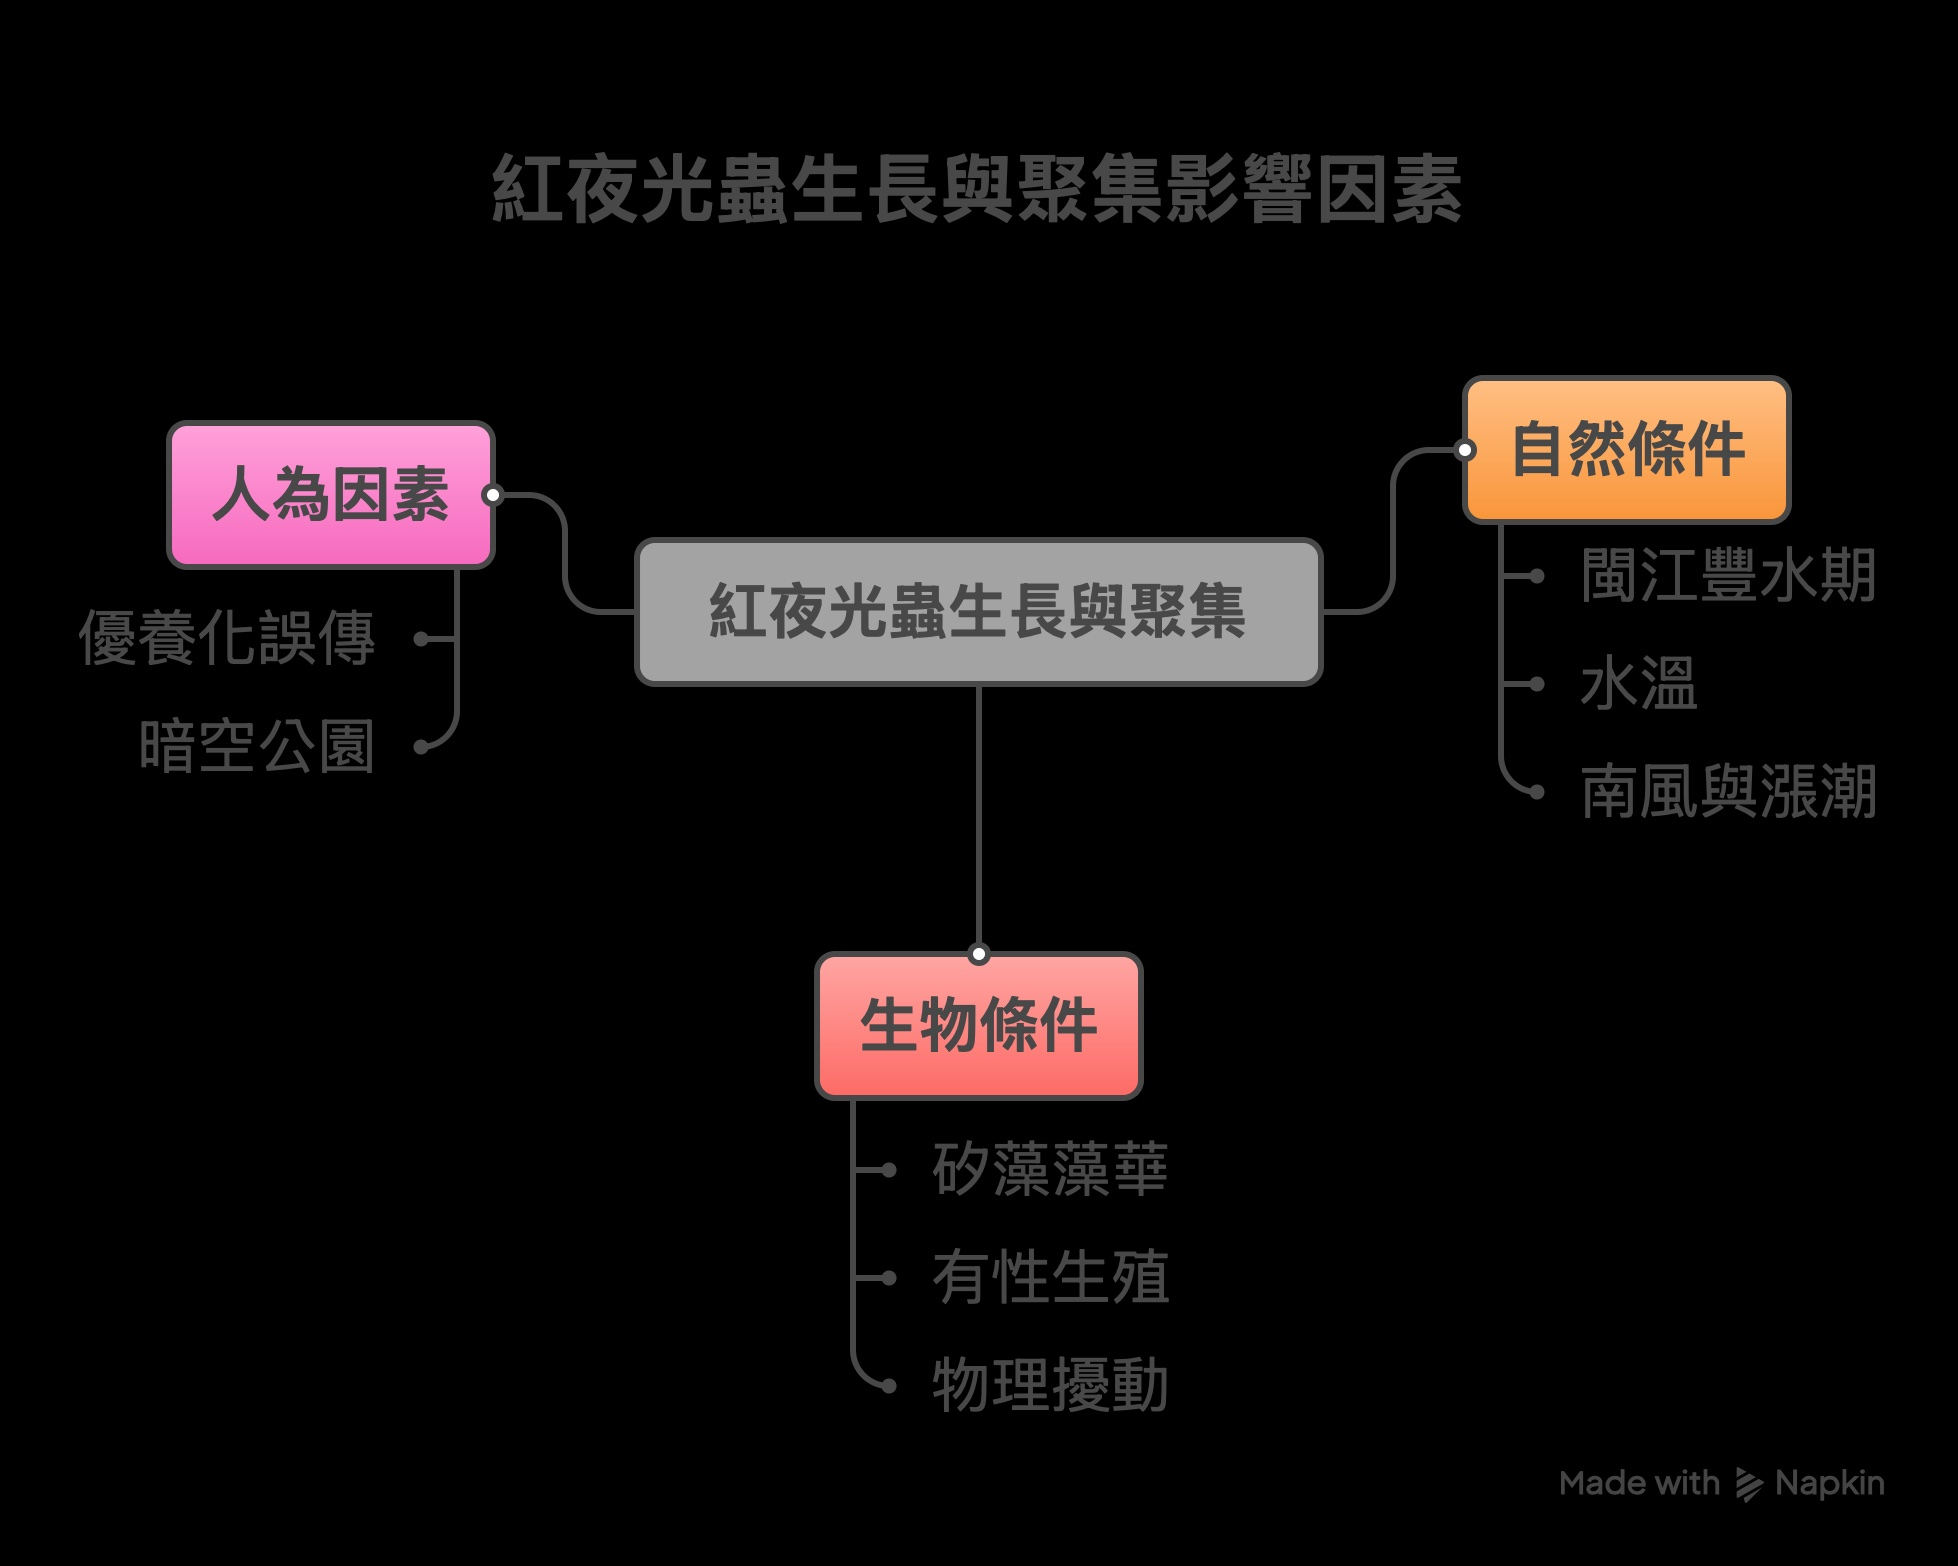 紅夜光蟲生長與聚集影響因素
人為因素
優養化誤傳
暗空公園
紅夜光蟲生長與聚集
自然條件
閩江豐水期
水溫
南風與漲潮
生物條件
矽藻藻華
有性生殖
物理擾動
Made with Napkin